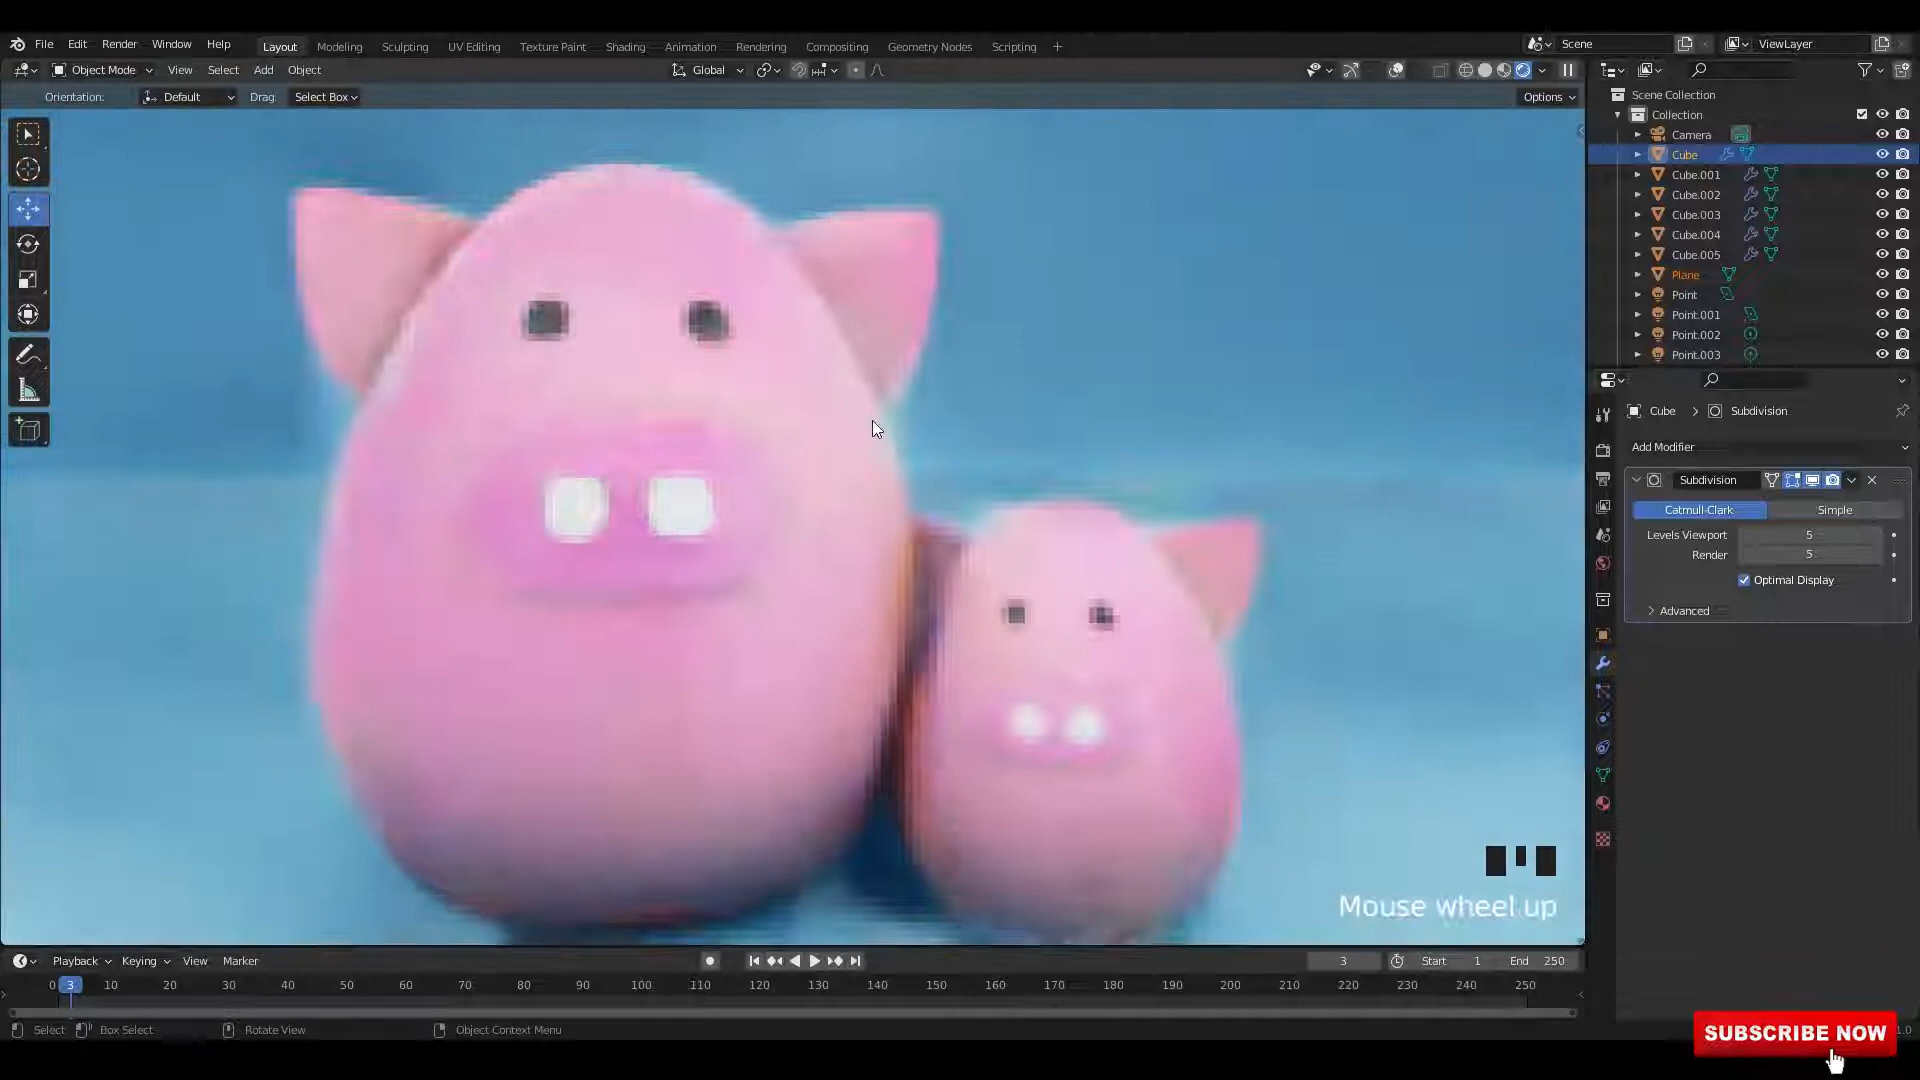 File Edit Render Window Help
Layout Modeling Sculpting UV Editing Texture Paint Shading Animation Rendering Compositing Geometry Nodes Scripting +
Scene ViewLayer
Object Mode View Select Add Object
Global
Orientation: Default Drag: Select Box
Options
Scene Collection
Collection
Camera
Cube
Cube.001
Cube.002
Cube.003
Cube.004
Cube.005
Plane
Point
Point.001
Point.002
Point.003
Cube > Subdivision
Add Modifier
Subdivision
Catmull-Clark Simple
Levels Viewport 5
Render 5
Optimal Display
Advanced
Mouse wheel up
Playback Keying View Marker
3 Start 1 End 250
0 3 10 20 30 40 50 60 70 80 90 100 110 120 130 140 150 160 170 180 190 200 210 220 230 240 250
Select Box Select Rotate View Object Context Menu
SUBSCRIBE NOW